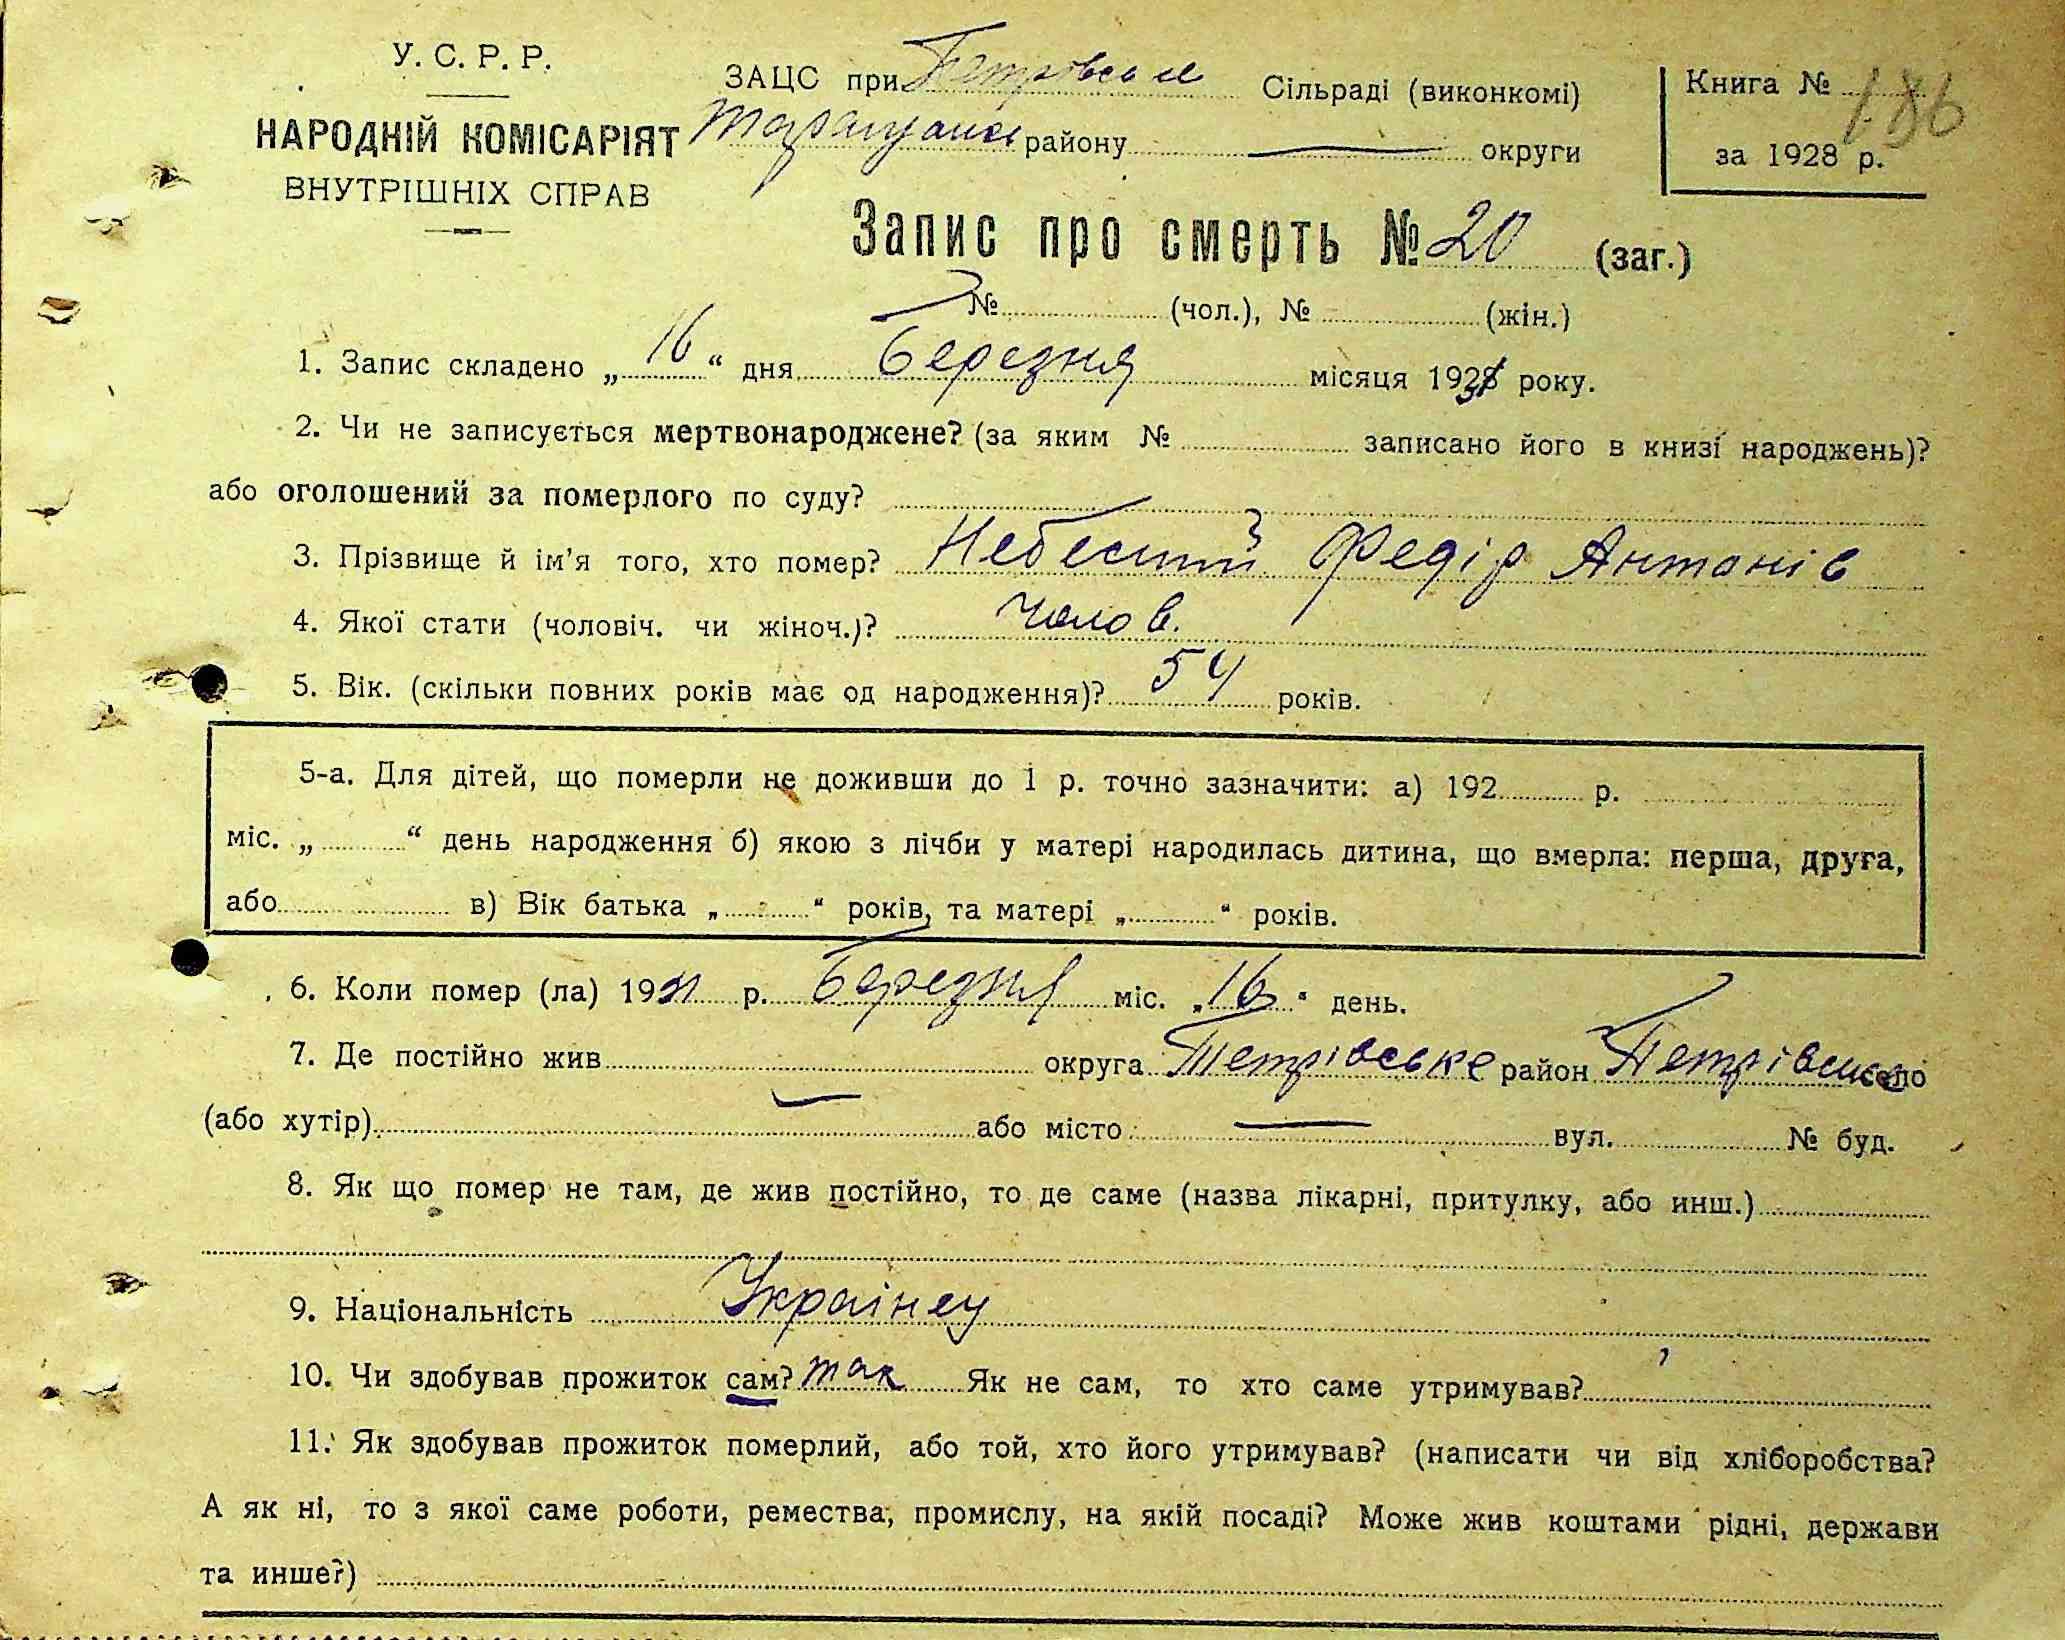 У. С. Р. Р.
НАРОДНІЙ КОМІСАРІЯТ
ВНУТРІШНІХ СПРАВ
ЗАЦС при Петрівське Сільраді (виконкомі)
району — округи
Книга № 186
за 1928 р.
Запис про смерть № 20 (заг.)
№ (чол.), № (жін.)
1. Запис складено „ 16 “ дня Березня місяця 1931 року.
2. Чи не записується мертвонароджене? (за яким № записано його в книзі народжень)?
або оголошений за померлого по суду?
3. Прізвище й ім’я того, хто помер? Небесний Федір Антонів
4. Якої стати (чоловіч. чи жіноч.)? Чолов.
5. Вік. (скільки повних років має од народження)? 54 років.
5-а. Для дітей, що померли не доживши до 1 р. точно зазначити: а) 192 р.
міс. „ “ день народження б) якою з лічби у матері народилась дитина, що вмерла: перша, друга,
або в) Вік батька „ “ років, та матері „ “ років.
6. Коли помер (ла) 1931 р. Березня міс. „ 16 “ день.
7. Де постійно жив округа Петрівське район Петрівське село
(або хутір) — або місто — вул. № буд.
8. Як що помер не там, де жив постійно, то де саме (назва лікарні, притулку, або инш.)
9. Національність Українец
10. Чи здобував прожиток сам? так Як не сам, то хто саме утримував?
11. Як здобував прожиток померлий, або той, хто його утримував? (написати чи від хліборобства?
А як ні, то з якої саме роботи, ремества, промислу, на якій посаді? Може жив коштами рідні, держави
та инше?)